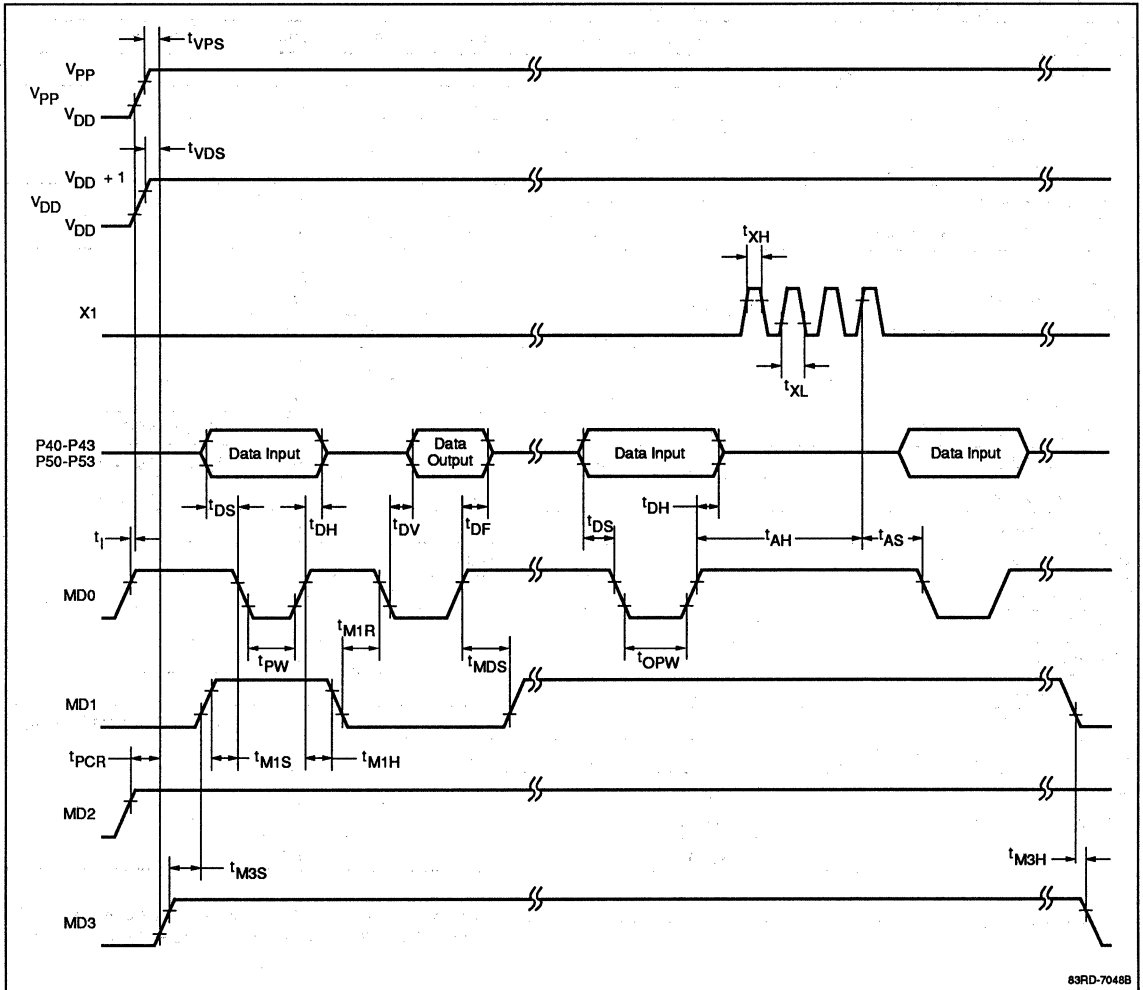 tVPS
VPP
VPP
VDD
tVDS
VDD + 1
VDD
VDD
tXH
X1
tXL
P40-P43
P50-P53
Data Input
Data
Output
Data Input
Data Input
tDS
tDH
tDV
tDF
tDS
tDH
tAH
tAS
tI
MD0
tPW
tM1R
tMDS
tOPW
MD1
tPCR
tM1S
tM1H
MD2
tM3S
tM3H
MD3
83RD-7048B